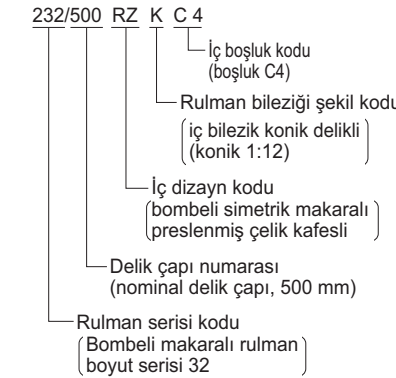 232/500 RZ K C 4
İç boşluk kodu
(boşluk C4)
Rulman bileziği şekil kodu
(iç bilezik konik delikli
(konik 1:12))
İç dizayn kodu
(bombeli simetrik makaralı
preslenmiş çelik kafesli)
Delik çapı numarası
(nominal delik çapı, 500 mm)
Rulman serisi kodu
(Bombeli makaralı rulman
boyut serisi 32)